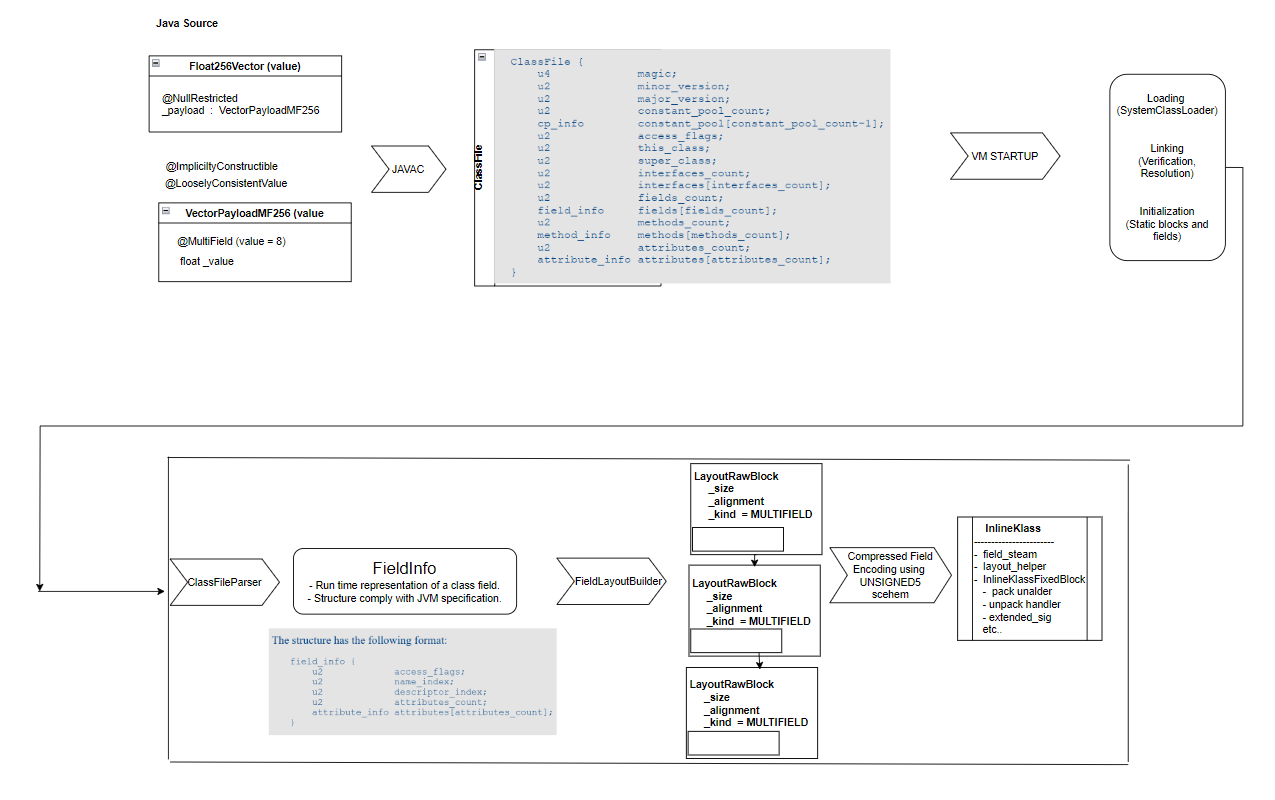 Java Source
Float256Vector (value)
@NullRestricted
_payload : VectorPayloadMF256
@ImpliciltyConstructible
@LooselyConsistentValue
VectorPayloadMF256 (value
@MultiField (value = 8)
float _value
JAVAC
ClassFile
ClassFile {
u4 magic;
u2 minor_version;
u2 major_version;
u2 constant_pool_count;
cp_info constant_pool[constant_pool_count-1];
u2 access_flags;
u2 this_class;
u2 super_class;
u2 interfaces_count;
u2 interfaces[interfaces_count];
u2 fields_count;
field_info fields[fields_count];
u2 methods_count;
method_info methods[methods_count];
u2 attributes_count;
attribute_info attributes[attributes_count];
}
VM STARTUP
Loading
(SystemClassLoader)
Linking
(Verification,
Resolution)
Initialization
(Static blocks and
fields)
ClassFileParser
FieldInfo
- Run time representation of a class field.
- Structure comply with JVM specification.
The structure has the following format:
field_info {
u2 access_flags;
u2 name_index;
u2 descriptor_index;
u2 attributes_count;
attribute_info attributes[attributes_count];
}
FieldLayoutBuilder
LayoutRawBlock
_size
_alignment
_kind = MULTIFIELD
LayoutRawBlock
_size
_alignment
_kind = MULTIFIELD
LayoutRawBlock
_size
_alignment
_kind = MULTIFIELD
Compressed Field
Encoding using
UNSIGNED5
scehem
InlineKlass
----------------------
- field_steam
- layout_helper
- InlineKlassFixedBlock
- pack unalder
- unpack handler
- extended_sig
etc..